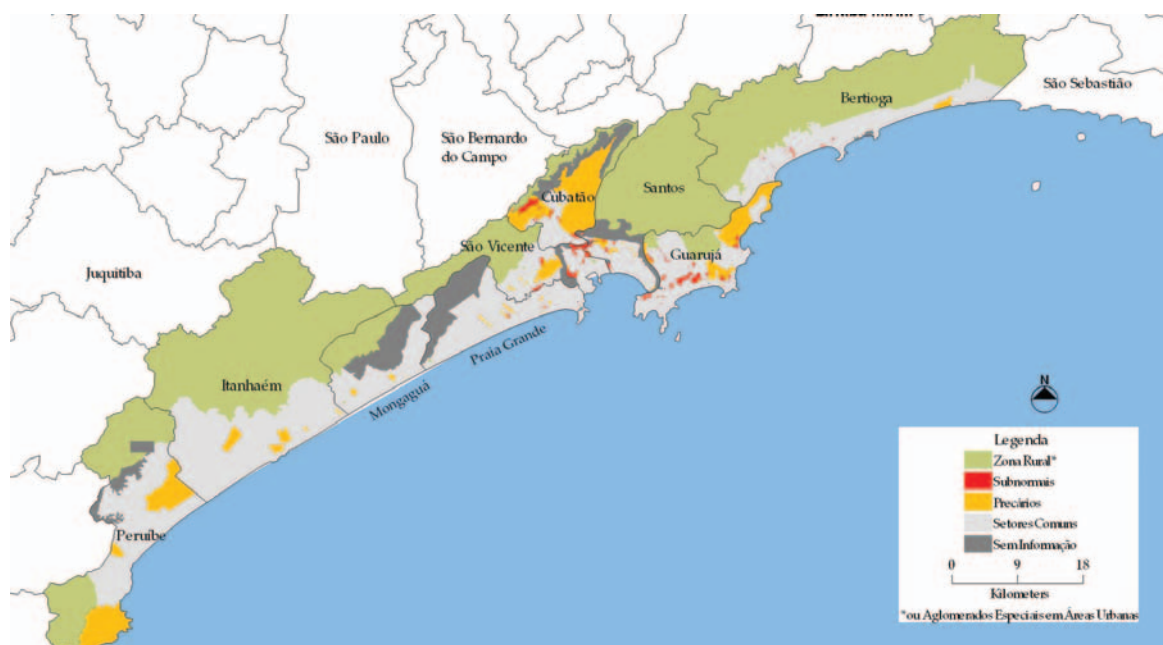 São Sebastião
Bertioga
São Paulo
São Bernardo
do Campo
Cubatão
Santos
São Vicente
Guarujá
Juquitiba
Praia Grande
Itanhaém
Mongaguá
Peruíbe
N
Legenda
Zona Rural*
Subnormais
Precários
Setores Comuns
Sem Informação
0 9 18
Kilometers
*ou Aglomerados Especiais em Áreas Urbanas